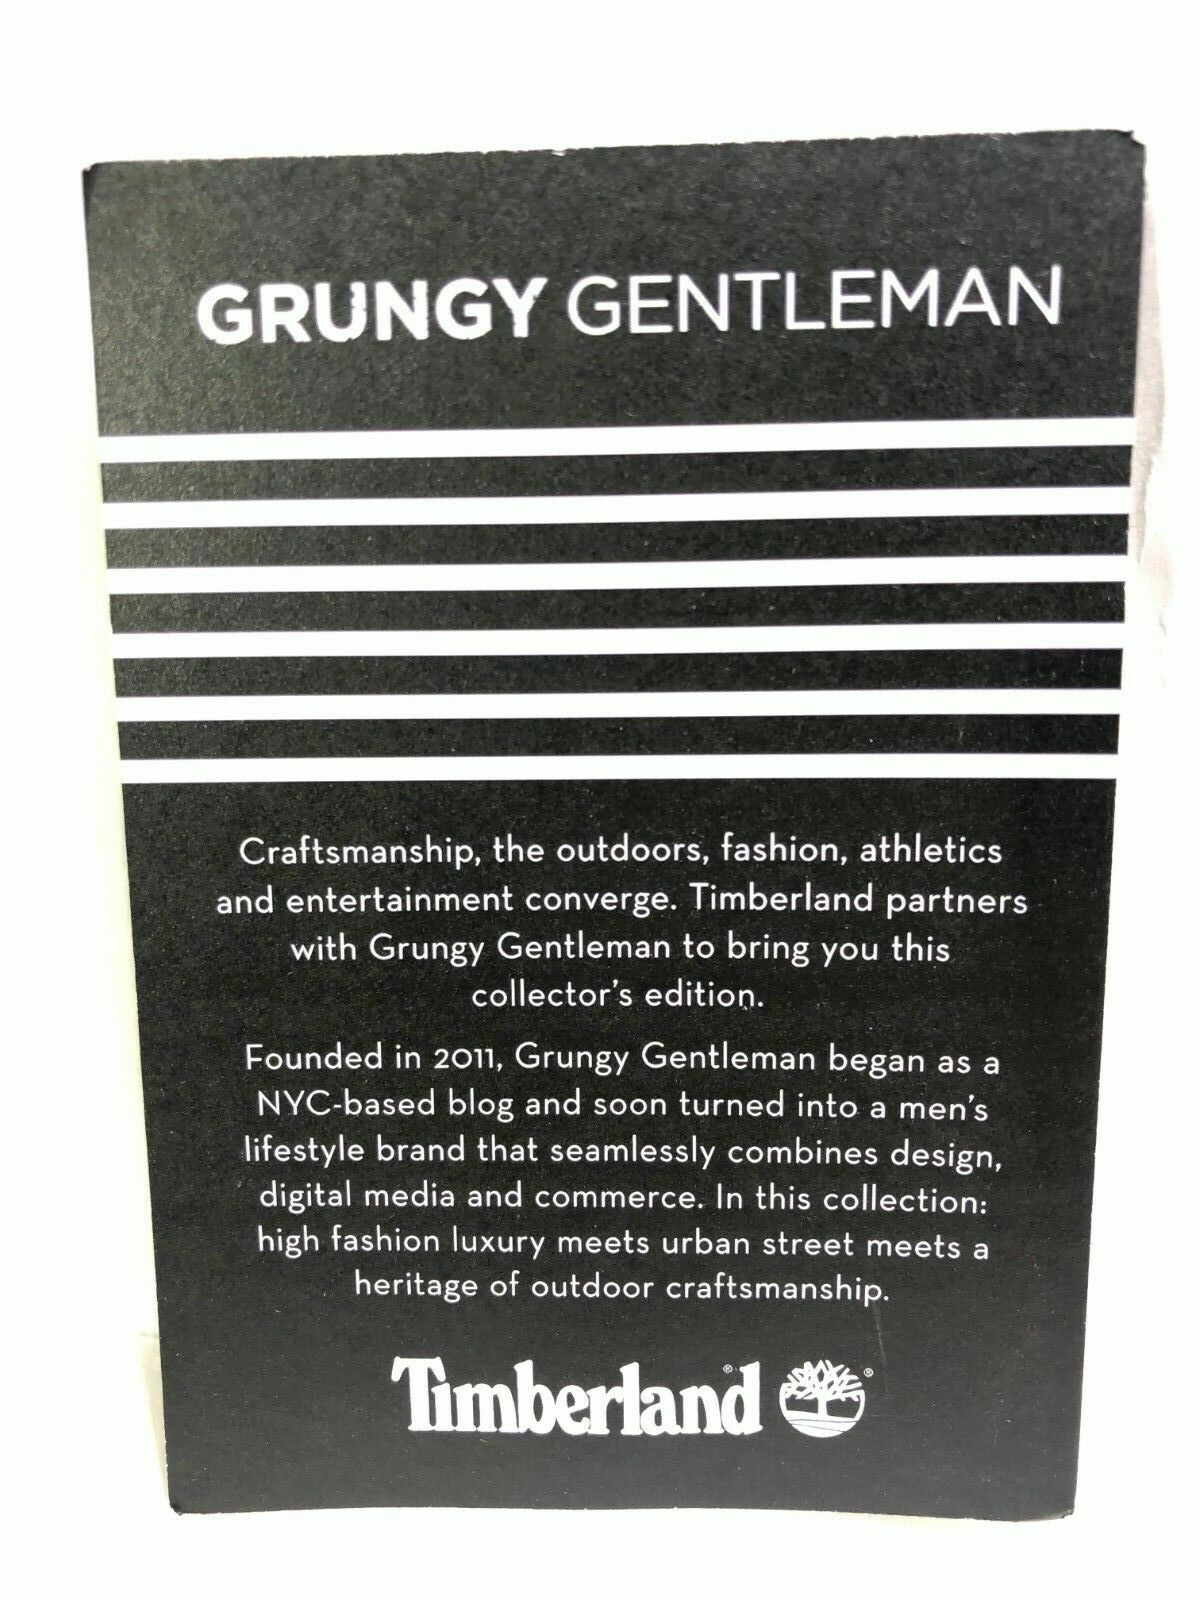 GRUNGY GENTLEMAN
Craftsmanship, the outdoors, fashion, athletics
and entertainment converge. Timberland partners
with Grungy Gentleman to bring you this
collector's edition.
Founded in 2011, Grungy Gentleman began as a
NYC-based blog and soon turned into a men's
lifestyle brand that seamlessly combines design,
digital media and commerce. In this collection:
high fashion luxury meets urban street meets a
heritage of outdoor craftsmanship.
Timberland® ®